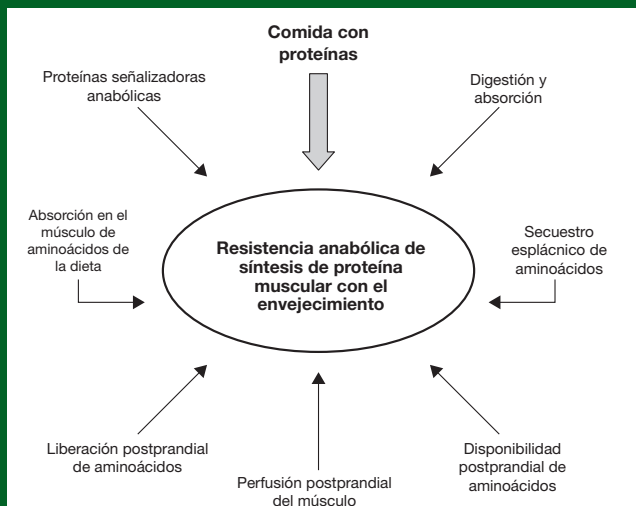 Comida con
proteínas
Proteínas señalizadoras
anabólicas
Digestión y
absorción
Absorción en el
músculo de
aminoácidos de
la dieta
Resistencia anabólica de
síntesis de proteína
muscular con el
envejecimiento
Secuestro
esplácnico de
aminoácidos
Liberación postprandial
de aminoácidos
Perfusión postprandial
del músculo
Disponibilidad
postprandial de
aminoácidos